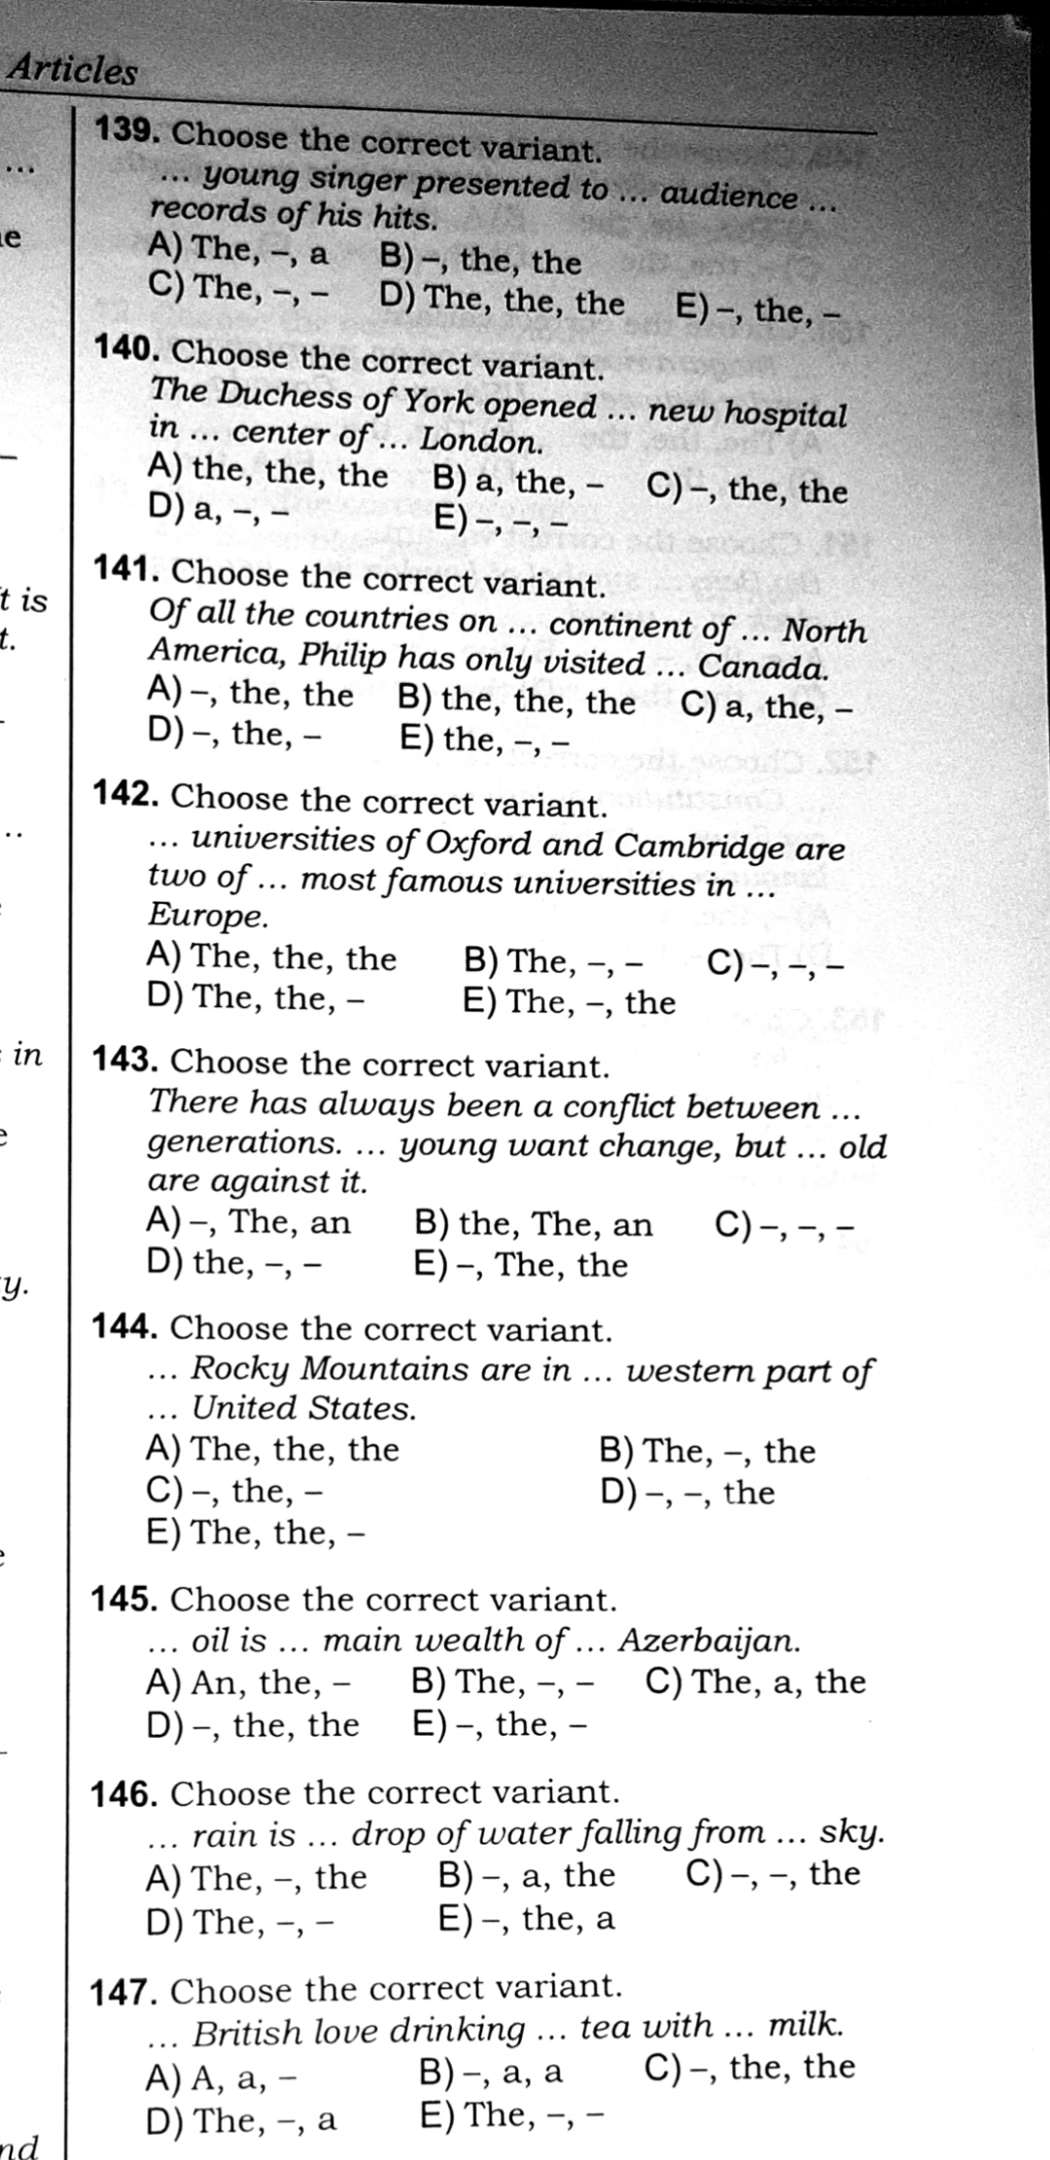 Articles
139. Choose the correct variant.
... young singer presented to ... audience ...
records of his hits.
A) The, –, a B) –, the, the
C) The, –, – D) The, the, the E) –, the, –
140. Choose the correct variant.
The Duchess of York opened ... new hospital
in ... center of ... London.
A) the, the, the B) a, the, – C) –, the, the
D) a, –, – E) –, –, –
141. Choose the correct variant.
Of all the countries on ... continent of ... North
America, Philip has only visited ... Canada.
A) –, the, the B) the, the, the C) a, the, –
D) –, the, – E) the, –, –
142. Choose the correct variant.
... universities of Oxford and Cambridge are
two of ... most famous universities in ...
Europe.
A) The, the, the B) The, –, – C) –, –, –
D) The, the, – E) The, –, the
143. Choose the correct variant.
There has always been a conflict between ...
generations. ... young want change, but ... old
are against it.
A) –, The, an B) the, The, an C) –, –, –
D) the, –, – E) –, The, the
144. Choose the correct variant.
... Rocky Mountains are in ... western part of
... United States.
A) The, the, the B) The, –, the
C) –, the, – D) –, –, the
E) The, the, –
145. Choose the correct variant.
... oil is ... main wealth of ... Azerbaijan.
A) An, the, – B) The, –, – C) The, a, the
D) –, the, the E) –, the, –
146. Choose the correct variant.
... rain is ... drop of water falling from ... sky.
A) The, –, the B) –, a, the C) –, –, the
D) The, –, – E) –, the, a
147. Choose the correct variant.
... British love drinking ... tea with ... milk.
A) A, a, – B) –, a, a C) –, the, the
D) The, –, a E) The, –, –
...
t is
t.
..
in
y.
nd